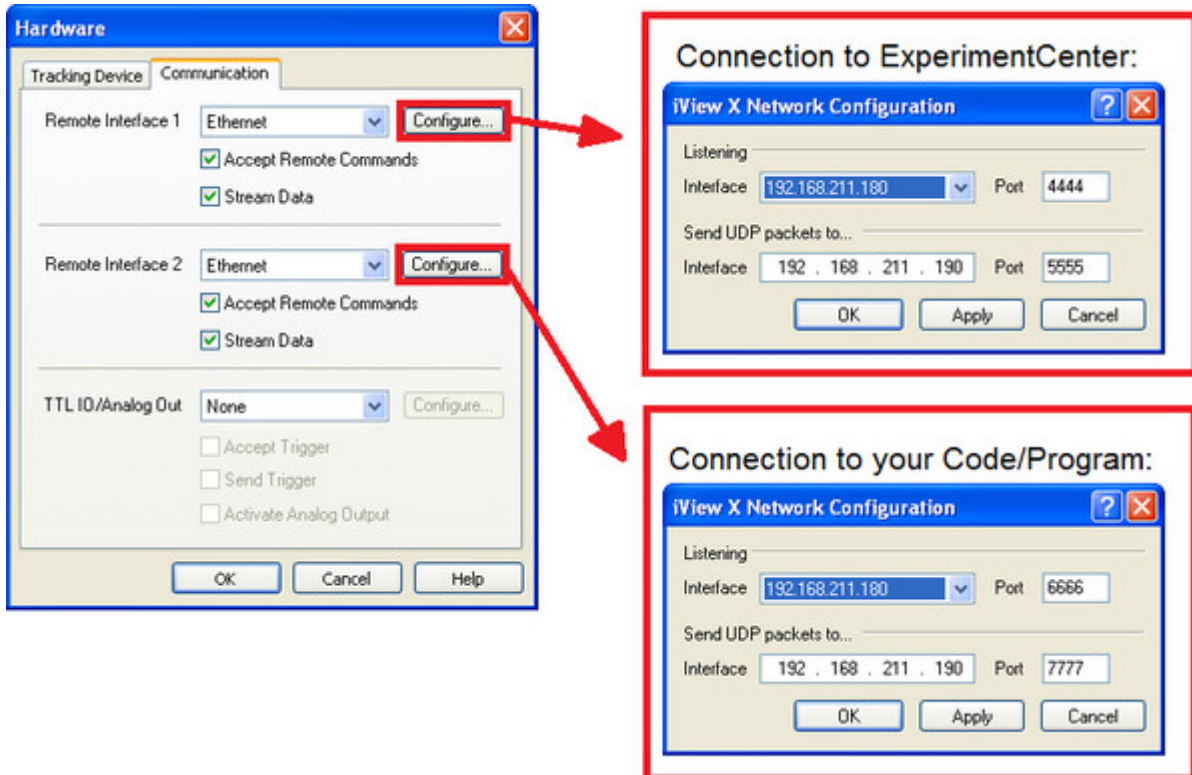 Hardware
Tracking Device Communication
Remote Interface 1 Ethernet Configure...
Accept Remote Commands
Stream Data
Remote Interface 2 Ethernet Configure...
Accept Remote Commands
Stream Data
TTL IO/Analog Out None Configure...
Accept Trigger
Send Trigger
Activate Analog Output
OK Cancel Help
Connection to ExperimentCenter:
iView X Network Configuration
Listening
Interface 192.168.211.180 Port 4444
Send UDP packets to...
Interface 192 . 168 . 211 . 190 Port 5555
OK Apply Cancel
Connection to your Code/Program:
iView X Network Configuration
Listening
Interface 192.168.211.180 Port 6666
Send UDP packets to...
Interface 192 . 168 . 211 . 190 Port 7777
OK Apply Cancel